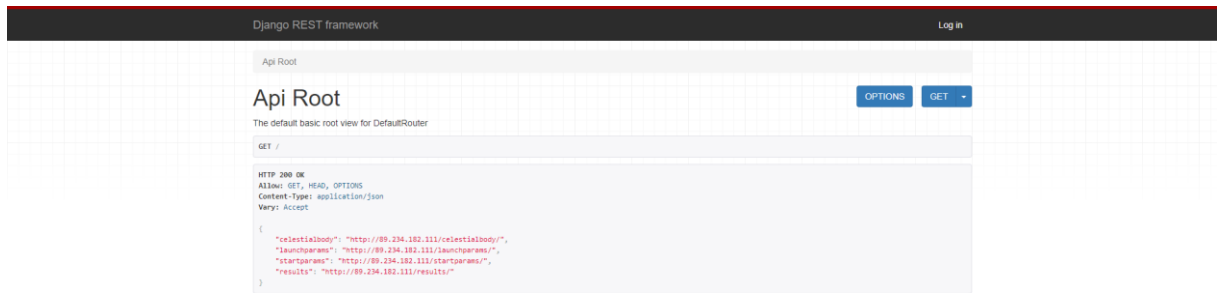 Django REST framework
Log in
Api Root
Api Root
OPTIONS
GET
The default basic root view for DefaultRouter
GET /
HTTP 200 OK
Allow: GET, HEAD, OPTIONS
Content-Type: application/json
Vary: Accept
{
"celestialbody": "http://89.234.182.111/celestialbody/",
"launchparams": "http://89.234.182.111/launchparams/",
"startparams": "http://89.234.182.111/startparams/",
"results": "http://89.234.182.111/results/"
}